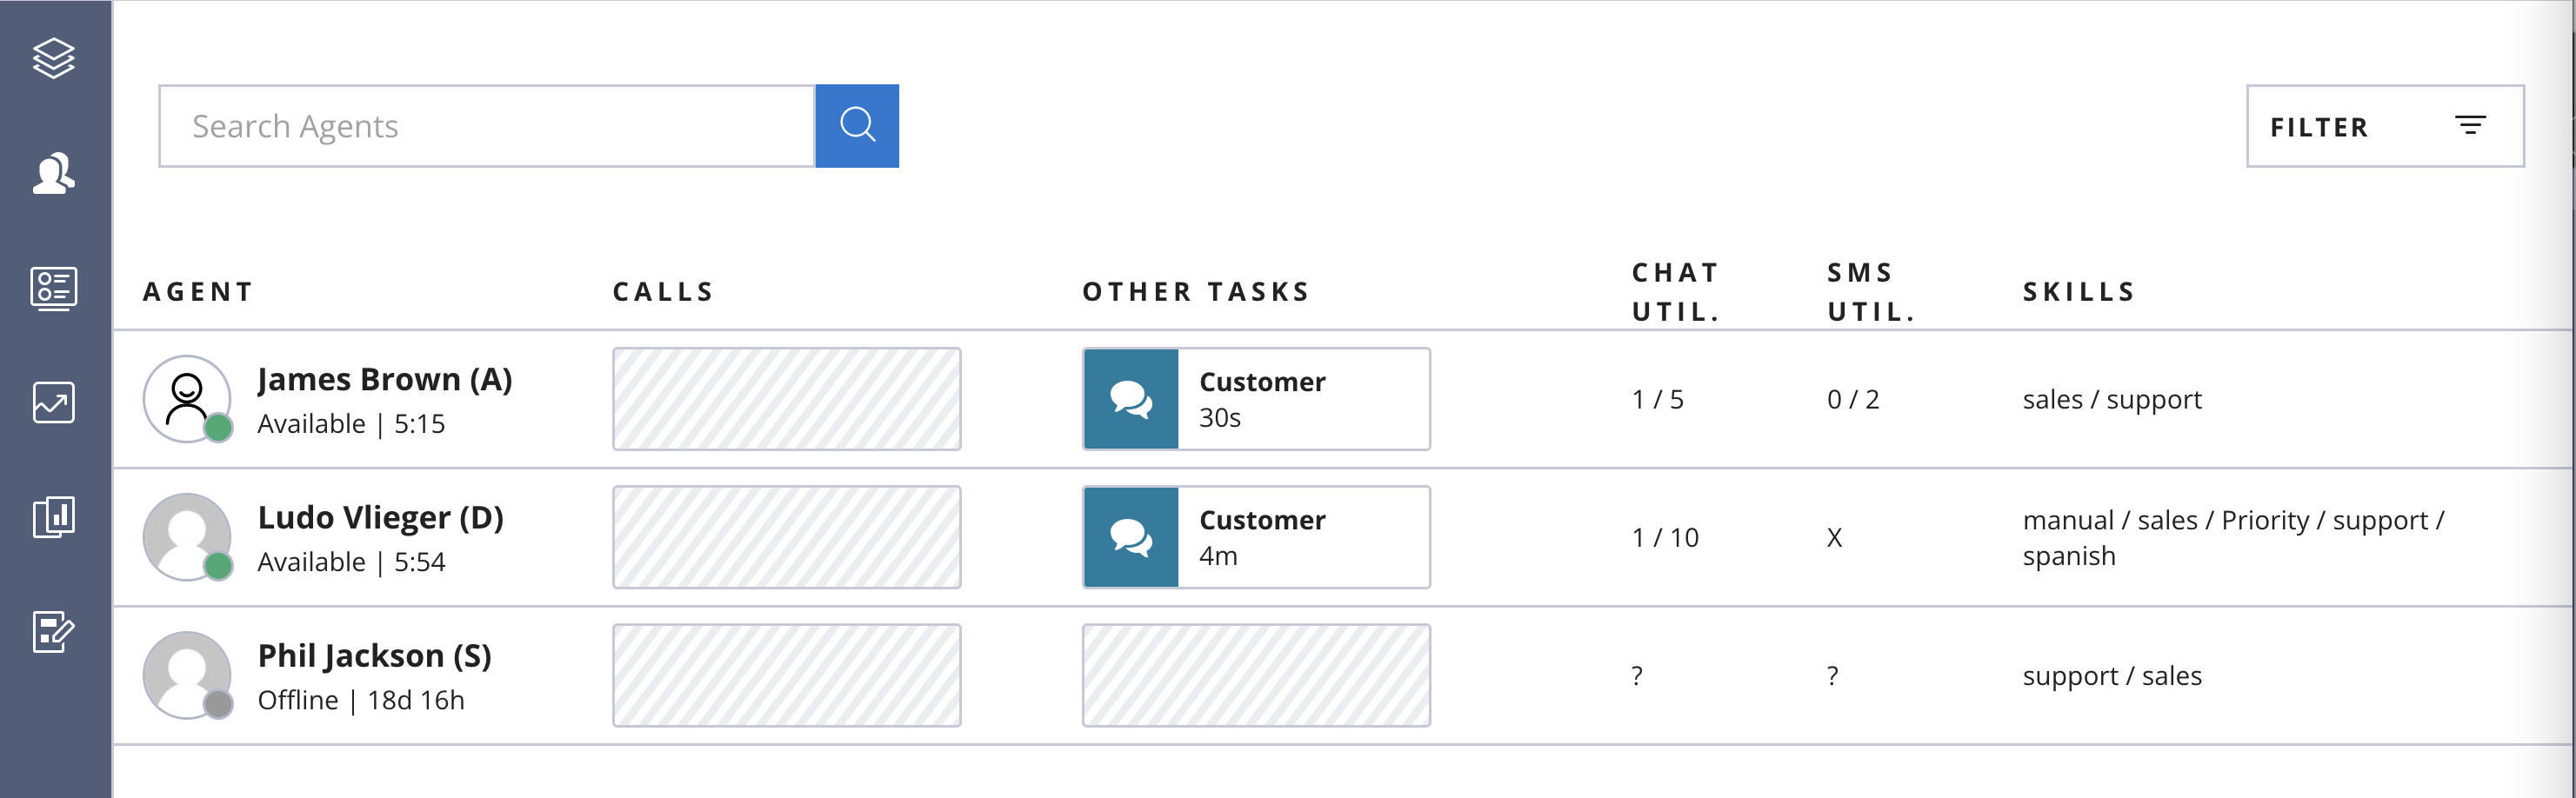 Search Agents
FILTER
AGENT
CALLS
OTHER TASKS
CHAT
UTIL.
SMS
UTIL.
SKILLS
James Brown (A)
Available | 5:15
Customer
30s
1 / 5
0 / 2
sales / support
Ludo Vlieger (D)
Available | 5:54
Customer
4m
1 / 10
X
manual / sales / Priority / support /
spanish
Phil Jackson (S)
Offline | 18d 16h
?
?
support / sales